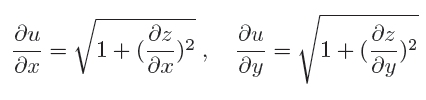 ∂u/∂x = √(1 + (∂z/∂x)²) , ∂u/∂y = √(1 + (∂z/∂y)²)